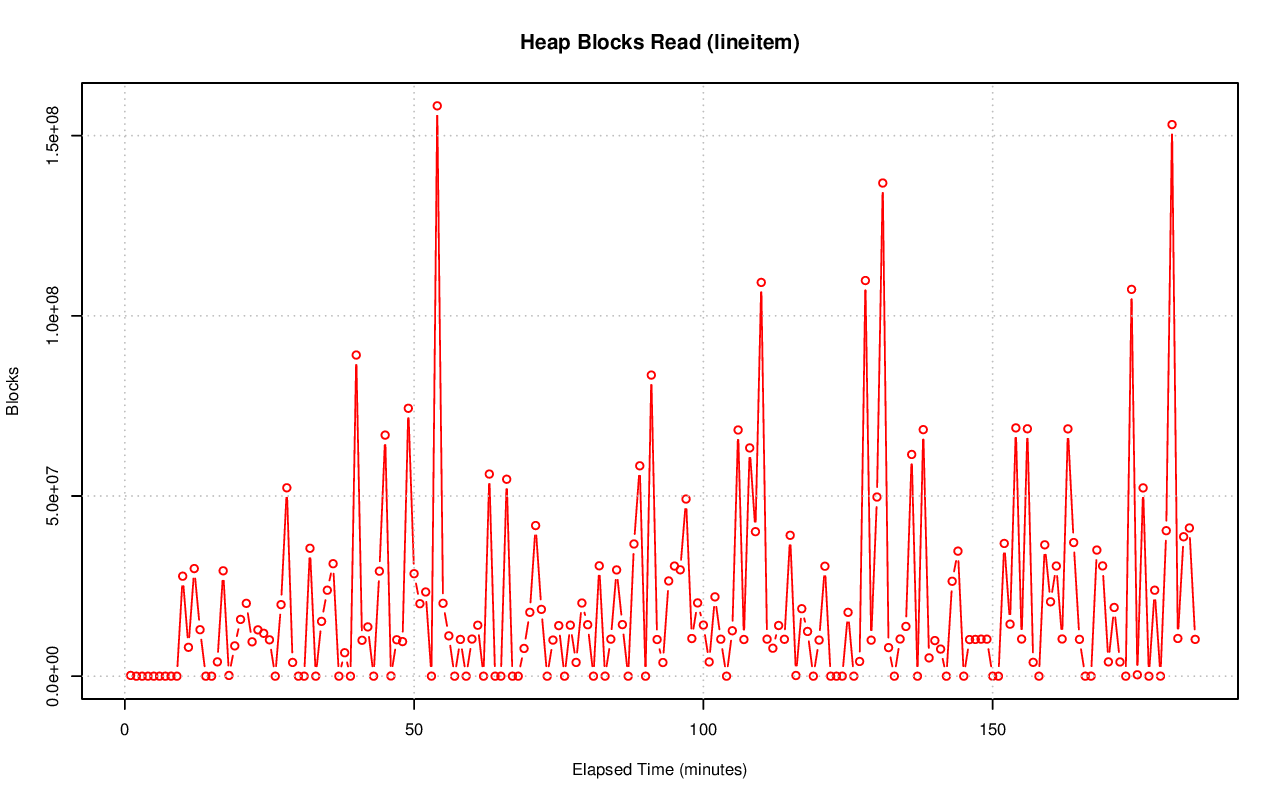 Heap Blocks Read (lineitem)
Blocks
1.5e+08
1.0e+08
5.0e+07
0.0e+00
0
50
100
150
Elapsed Time (minutes)